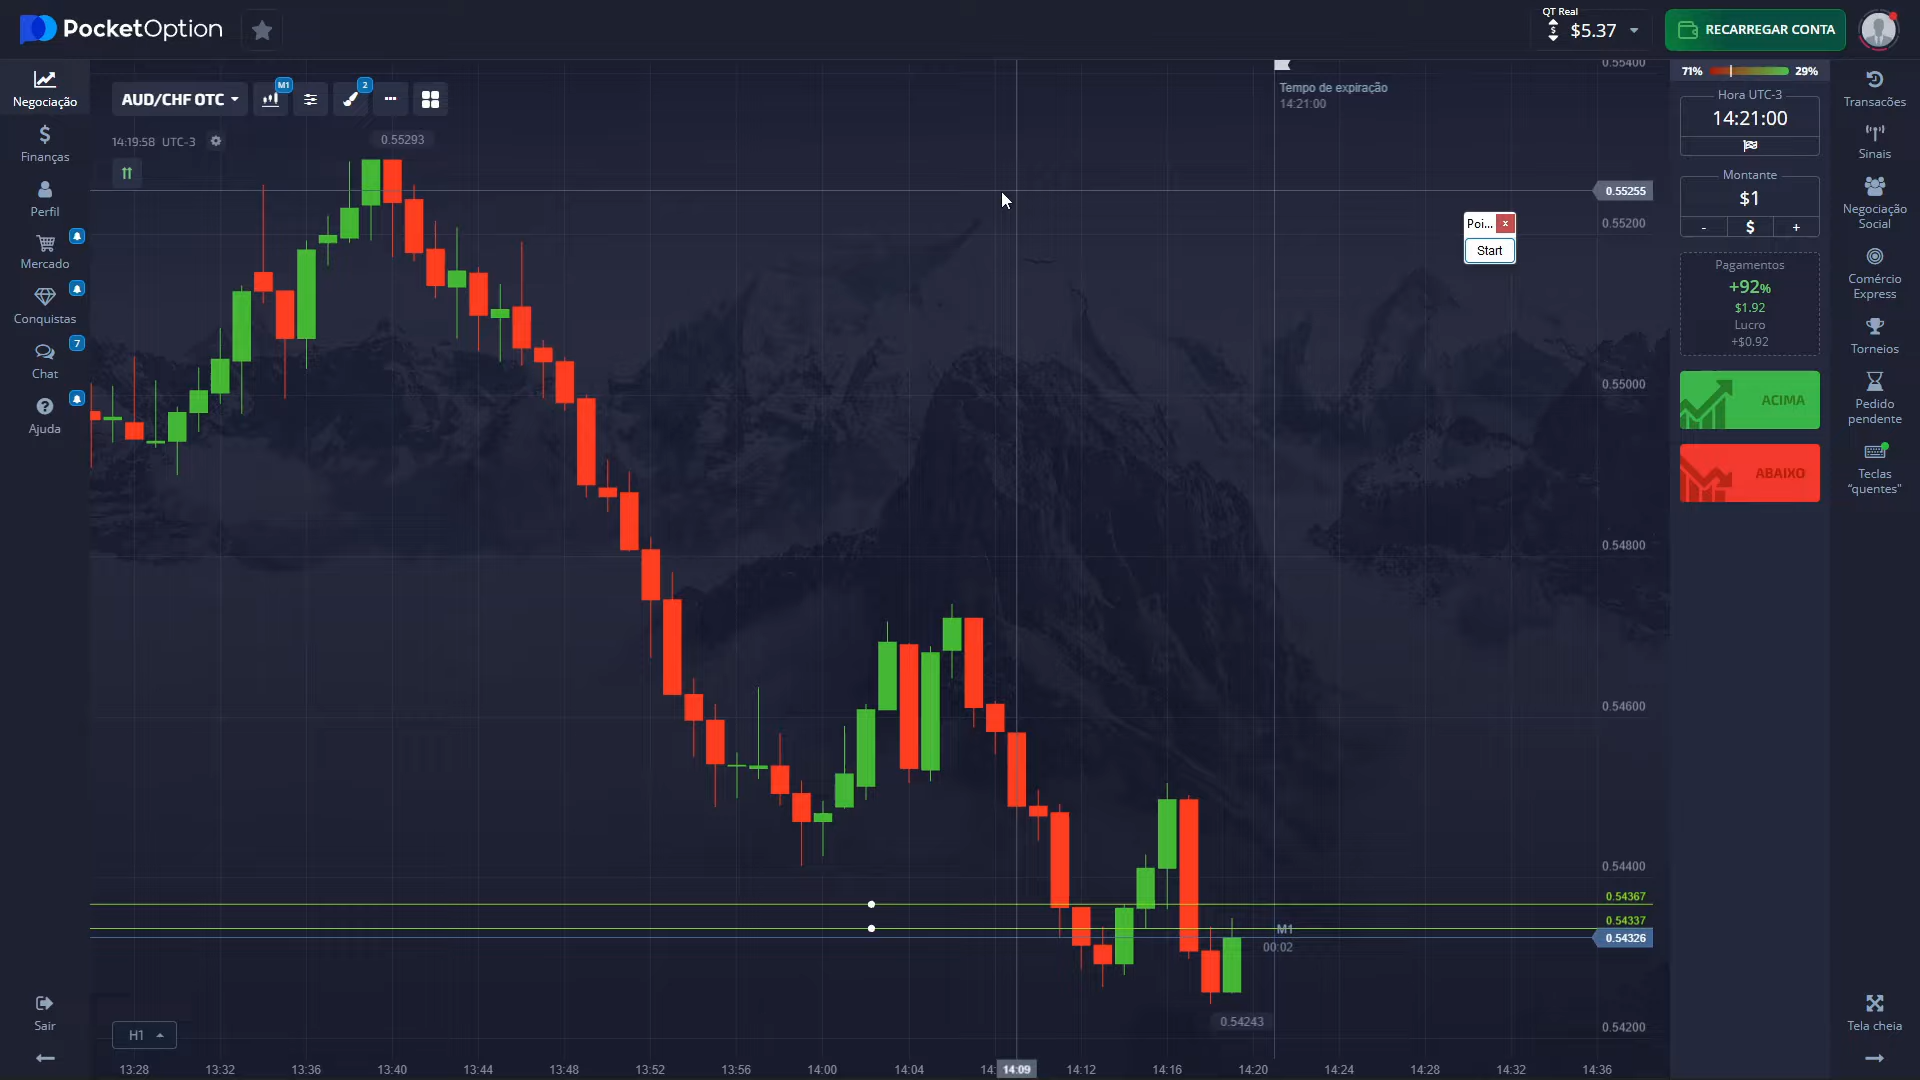 PocketOption
QT Real
$5.37
RECARREGAR CONTA
Negociação
Finanças
Perfil
Mercado
Conquistas
7
Chat
Ajuda
Sair
AUD/CHF OTC
M1
2
14:19:58 UTC-3
0.55293
Tempo de expiração
14:21:00
0.55400
0.55255
0.55200
0.55000
0.54800
0.54600
0.54400
0.54367
0.54337
0.54326
0.54200
Poi...
x
Start
M1
00:02
0.54243
H1
13:28
13:32
13:36
13:40
13:44
13:48
13:52
13:56
14:00
14:04
14:09
14:12
14:16
14:20
14:24
14:28
14:32
14:36
71%
29%
Hora UTC-3
14:21:00
Montante
$1
- $ +
Pagamentos
+92%
$1.92
Lucro
+$0.92
ACIMA
ABAIXO
Transacões
Sinais
Negociação
Social
Comércio
Express
Torneios
Pedido
pendente
Teclas
“quentes”
Tela cheia